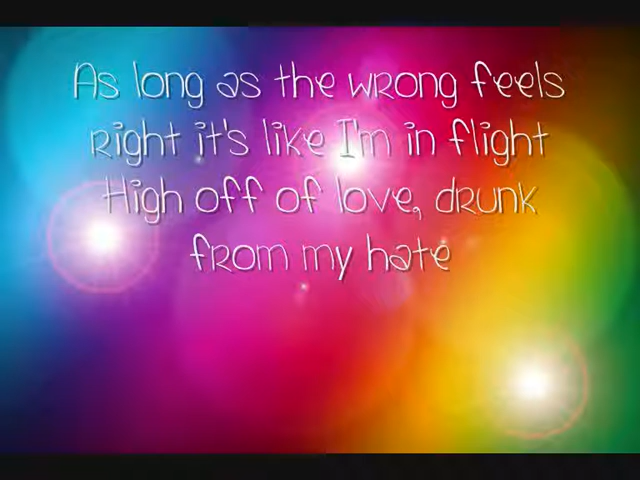 As long as the wrong feels
right it's like I'm in flight
High off of love, drunk
from my hate